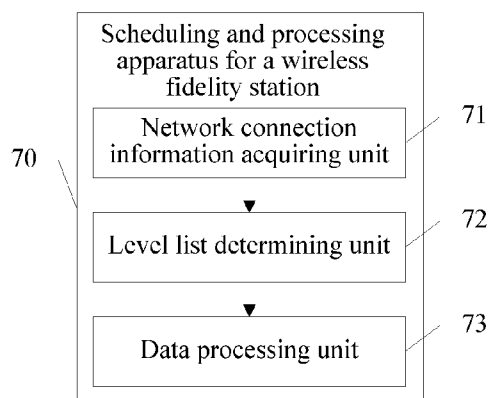 Scheduling and processing
apparatus for a wireless
fidelity station
71
Network connection
information acquiring unit
70
72
Level list determining unit
73
Data processing unit